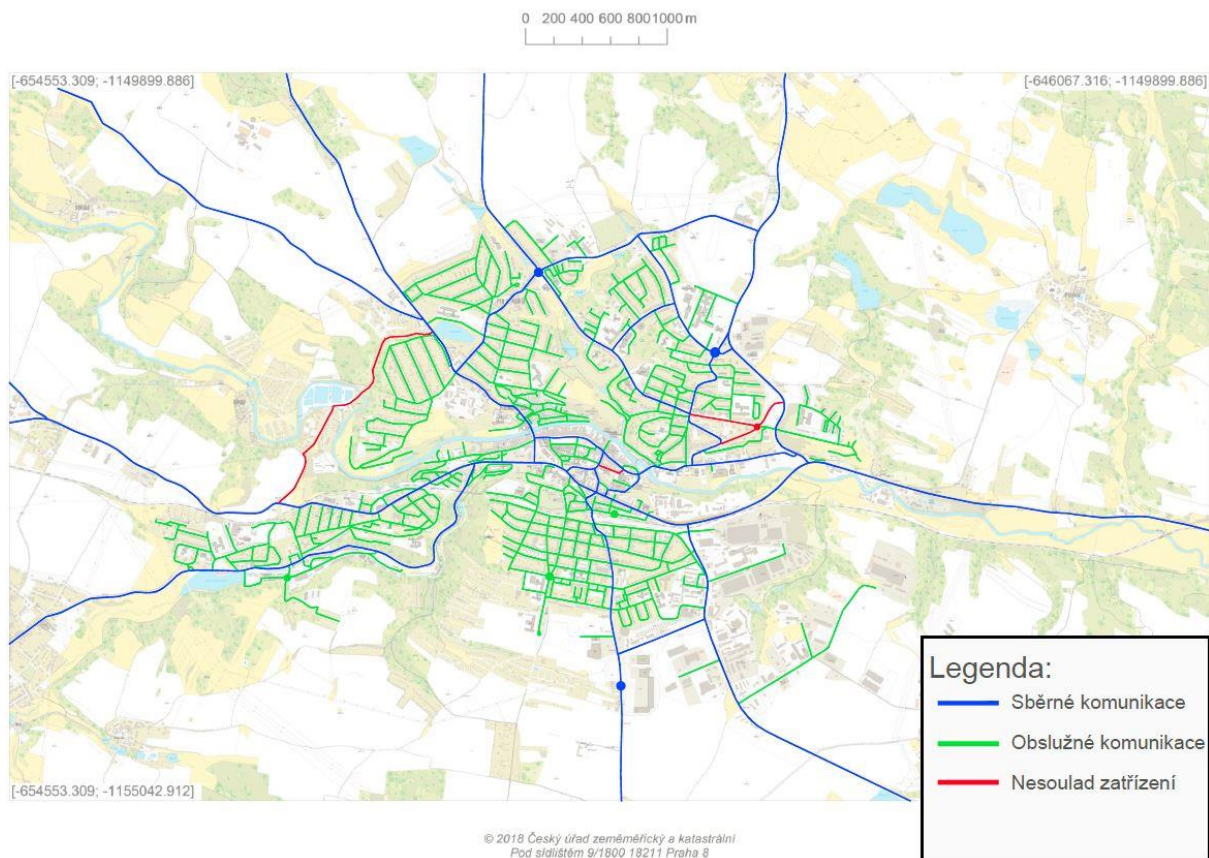 0 200 400 600 8001000 m
[-654553.309; -1149899.886]
[-646067.316; -1149899.886]
[-654553.309; -1155042.912]
Legenda:
Sběrné komunikace
Obslužné komunikace
Nesoulad zatřízení
© 2018 Český úřad zeměměřický a katastrální
Pod sídlištěm 9/1800 18211 Praha 8